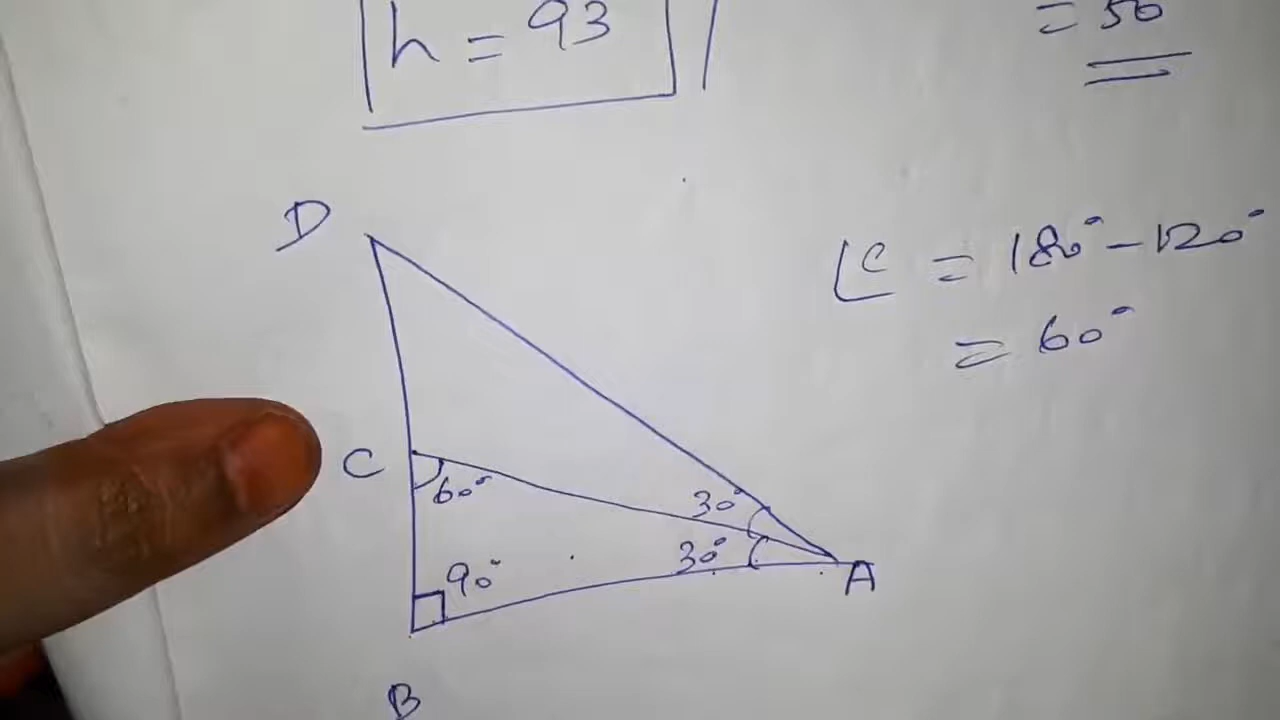 h = 93
= 50
D
∠C = 180° - 120°
= 60°
C
60°
30°
30°
90°
A
B